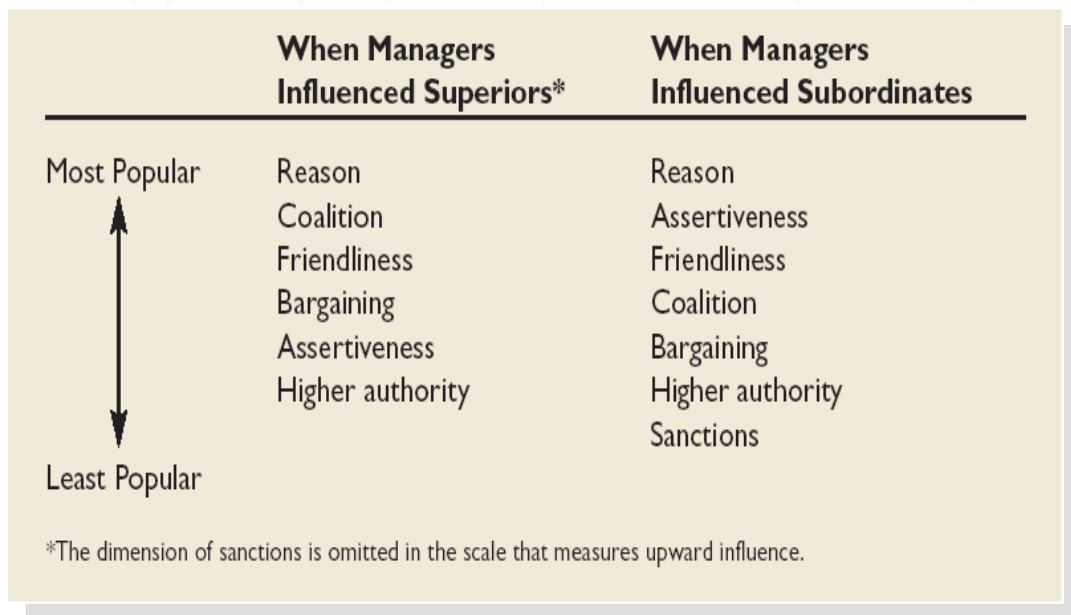 When Managers When Managers
Influenced Superiors* Influenced Subordinates
Most Popular Reason Reason
Coalition Assertiveness
Friendliness Friendliness
Bargaining Coalition
Assertiveness Bargaining
Higher authority Higher authority
Sanctions
Least Popular
*The dimension of sanctions is omitted in the scale that measures upward influence.